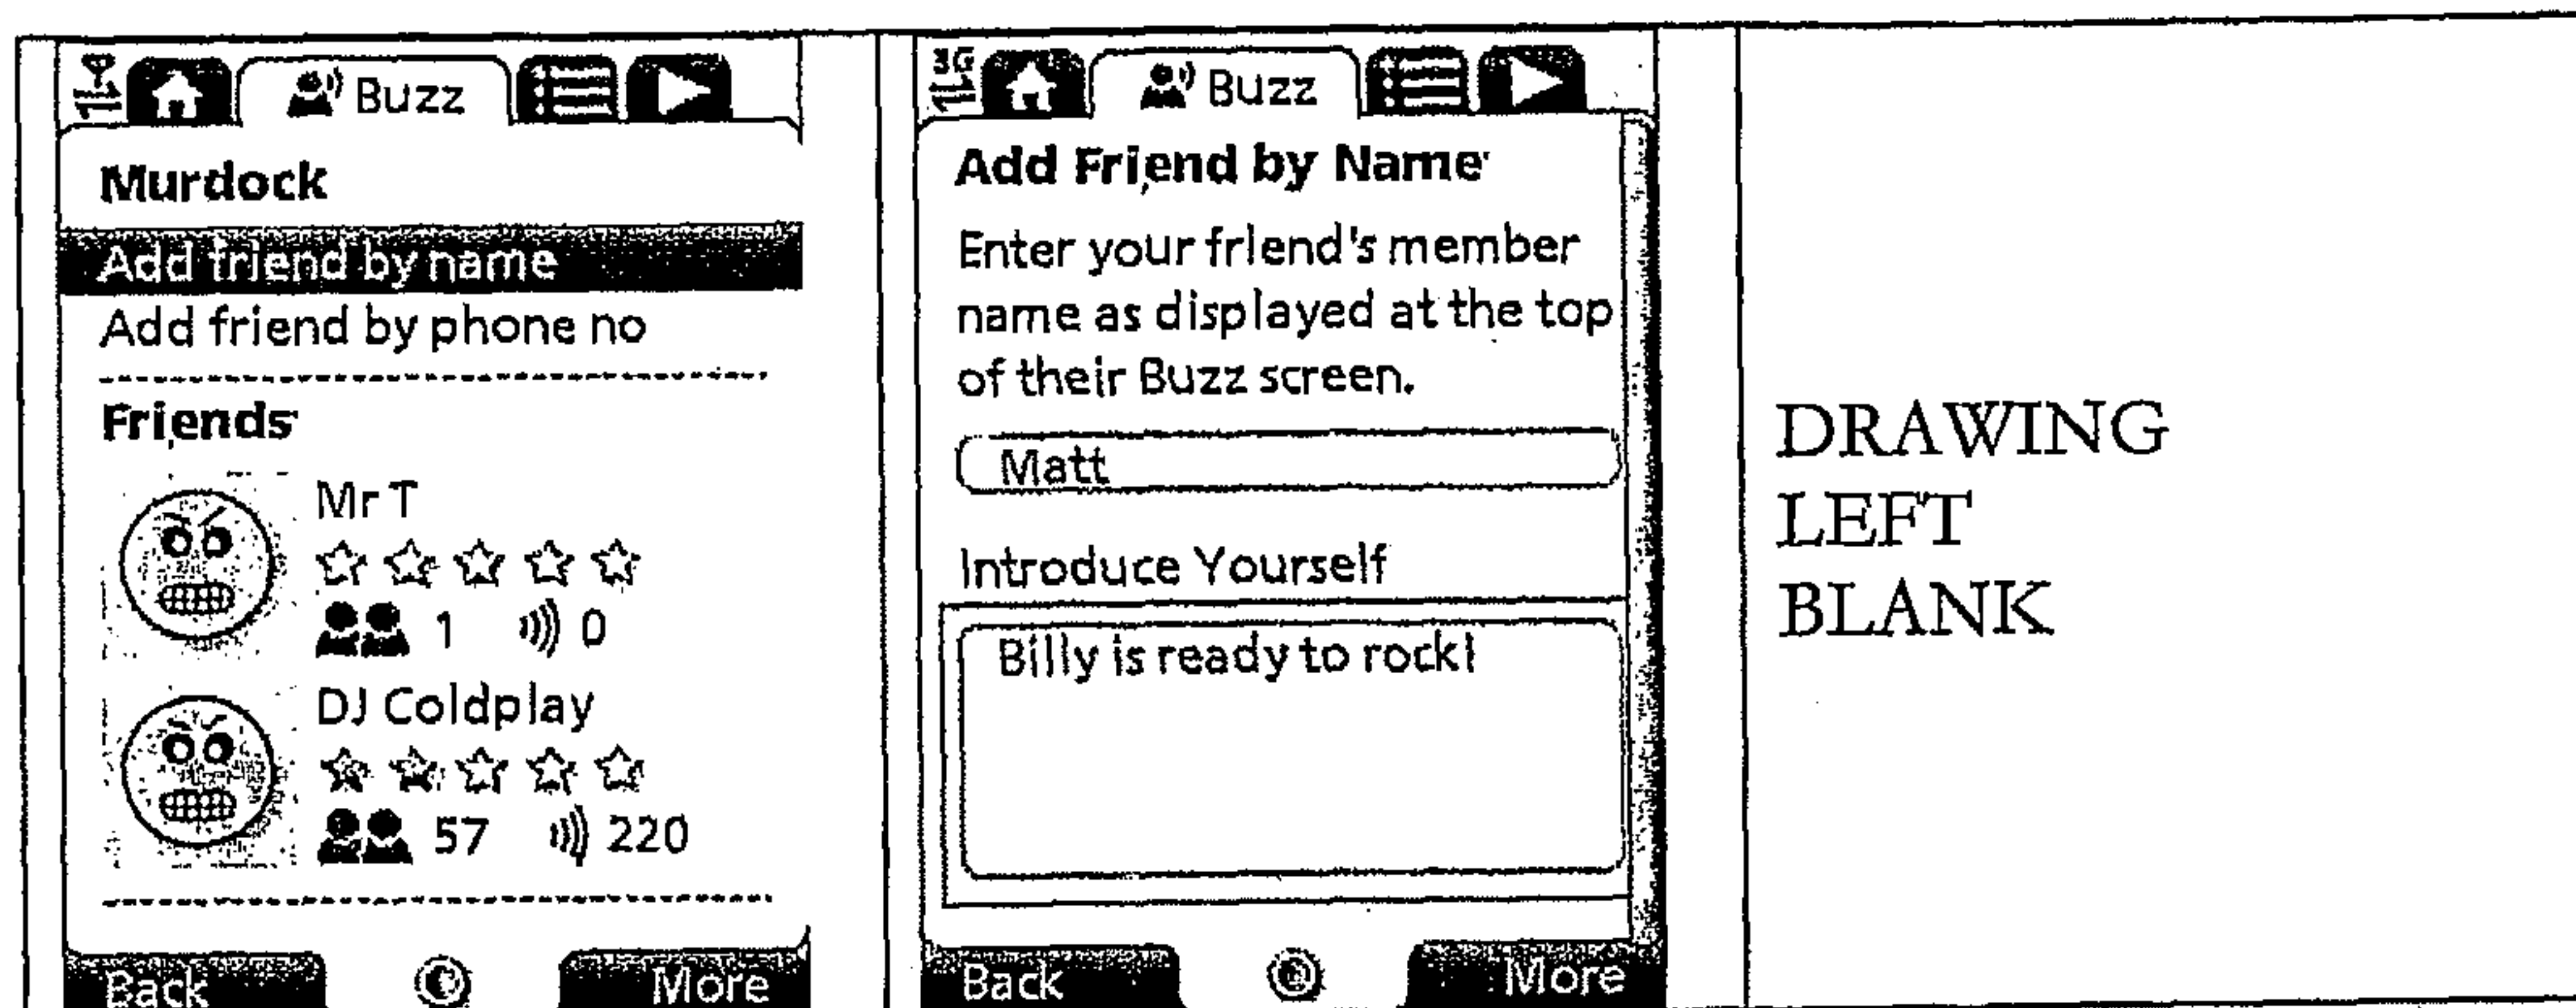 Buzz
Murdock
Add friend by name
Add friend by phone no
Friends
Mr T
1 0
DJ Coldplay
57 220
Back More
3G
Buzz
Add Friend by Name
Enter your friend's member
name as displayed at the top
of their Buzz screen.
Matt
Introduce Yourself
Billy is ready to rock!
Back More
DRAWING
LEFT
BLANK